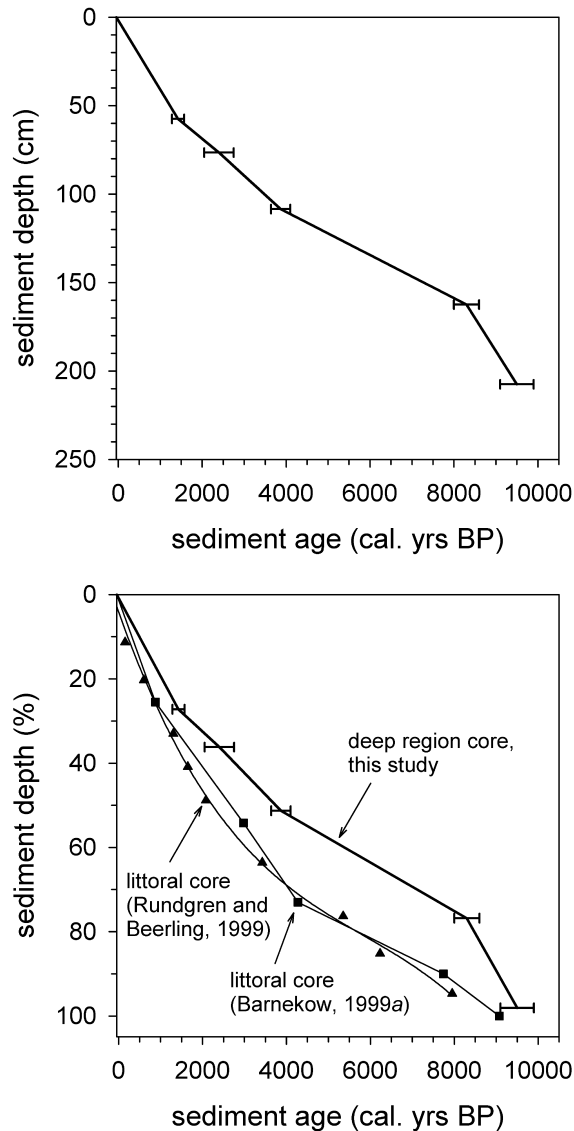 0
50
100
150
200
250
sediment depth (cm)
0 2000 4000 6000 8000 10000
sediment age (cal. yrs BP)
0
20
40
60
80
100
sediment depth (%)
deep region core,
this study
littoral core
(Rundgren and
Beerling, 1999)
littoral core
(Barnekow, 1999a)
0 2000 4000 6000 8000 10000
sediment age (cal. yrs BP)